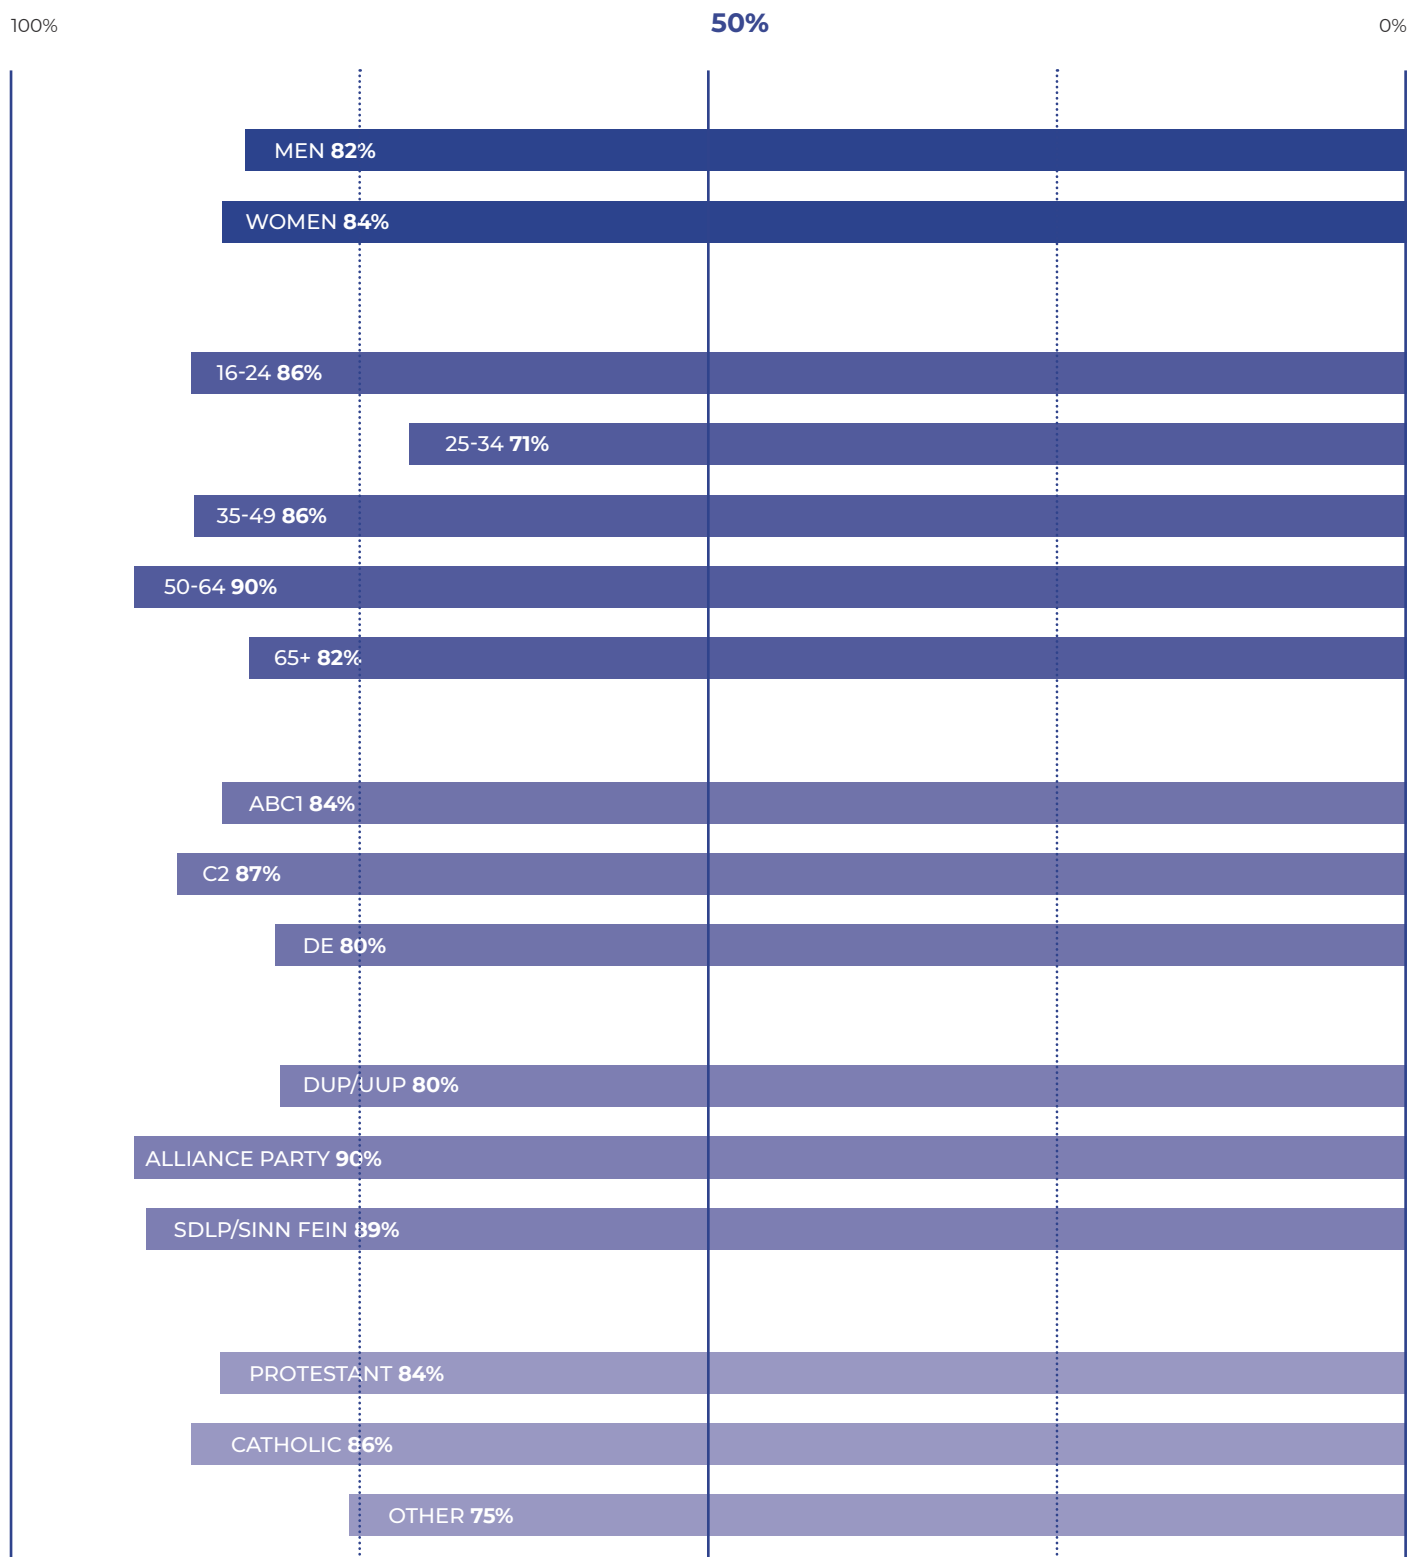 100% 50% 0%
MEN 82%
WOMEN 84%
16-24 86%
25-34 71%
35-49 86%
50-64 90%
65+ 82%
ABC1 84%
C2 87%
DE 80%
DUP/UUP 80%
ALLIANCE PARTY 90%
SDLP/SINN FEIN 89%
PROTESTANT 84%
CATHOLIC 86%
OTHER 75%